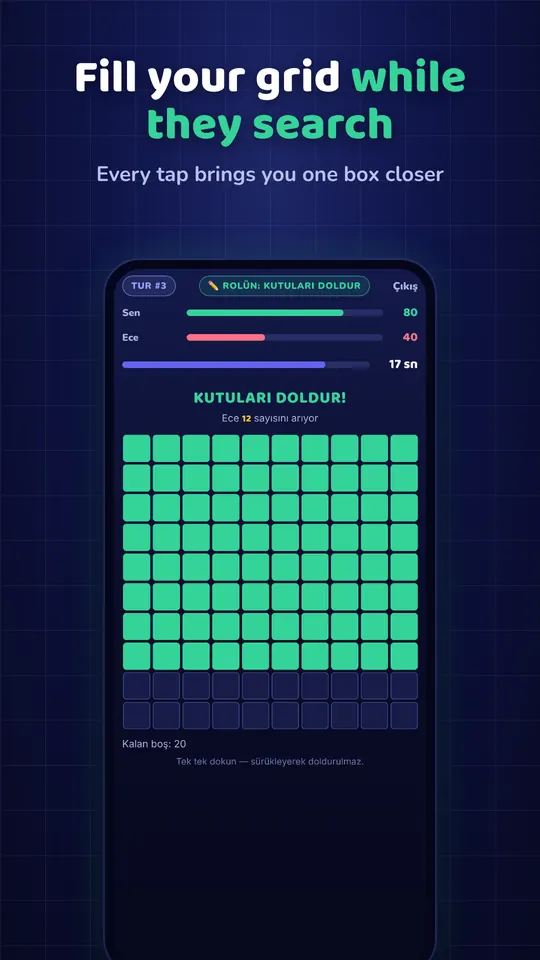 Fill your grid while
they search
Every tap brings you one box closer
TUR #3
✏️ ROLÜN: KUTULARI DOLDUR
Çıkış
Sen
80
Ece
40
17 sn
KUTULARI DOLDUR!
Ece 12 sayısını arıyor
Kalan boş: 20
Tek tek dokun — sürükleyerek doldurulmaz.